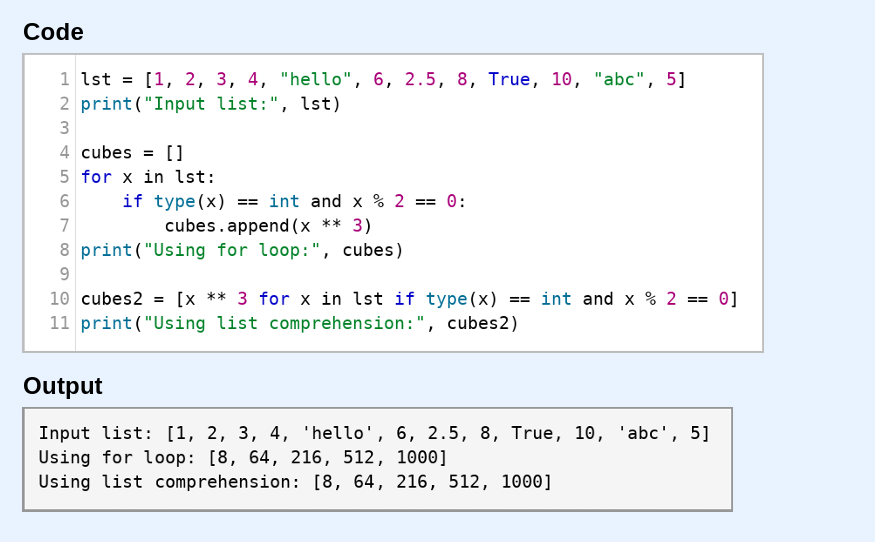 Code
1 lst = [1, 2, 3, 4, "hello", 6, 2.5, 8, True, 10, "abc", 5]
2 print("Input list:", lst)
3
4 cubes = []
5 for x in lst:
6     if type(x) == int and x % 2 == 0:
7         cubes.append(x ** 3)
8 print("Using for loop:", cubes)
9
10 cubes2 = [x ** 3 for x in lst if type(x) == int and x % 2 == 0]
11 print("Using list comprehension:", cubes2)
Output
Input list: [1, 2, 3, 4, 'hello', 6, 2.5, 8, True, 10, 'abc', 5]
Using for loop: [8, 64, 216, 512, 1000]
Using list comprehension: [8, 64, 216, 512, 1000]